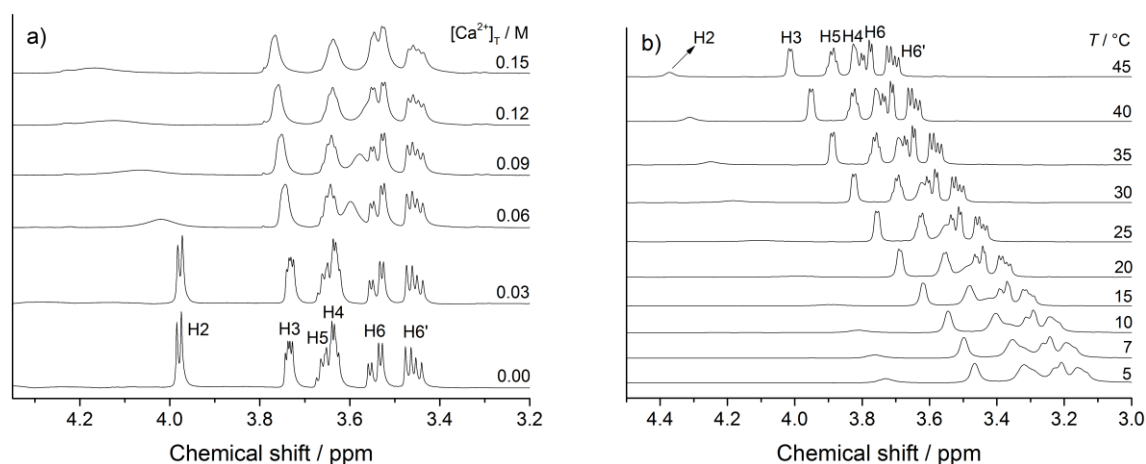 a)
[Ca²⁺]T / M
0.15
0.12
0.09
0.06
0.03
H2
H3
H5
H4
H6
H6'
0.00
4.0
3.8
3.6
3.4
3.2
Chemical shift / ppm
b)
T / °C
H2
H3
H5
H4
H6
H6'
45
40
35
30
25
20
15
10
7
5
4.4
4.2
4.0
3.8
3.6
3.4
3.2
3.0
Chemical shift / ppm